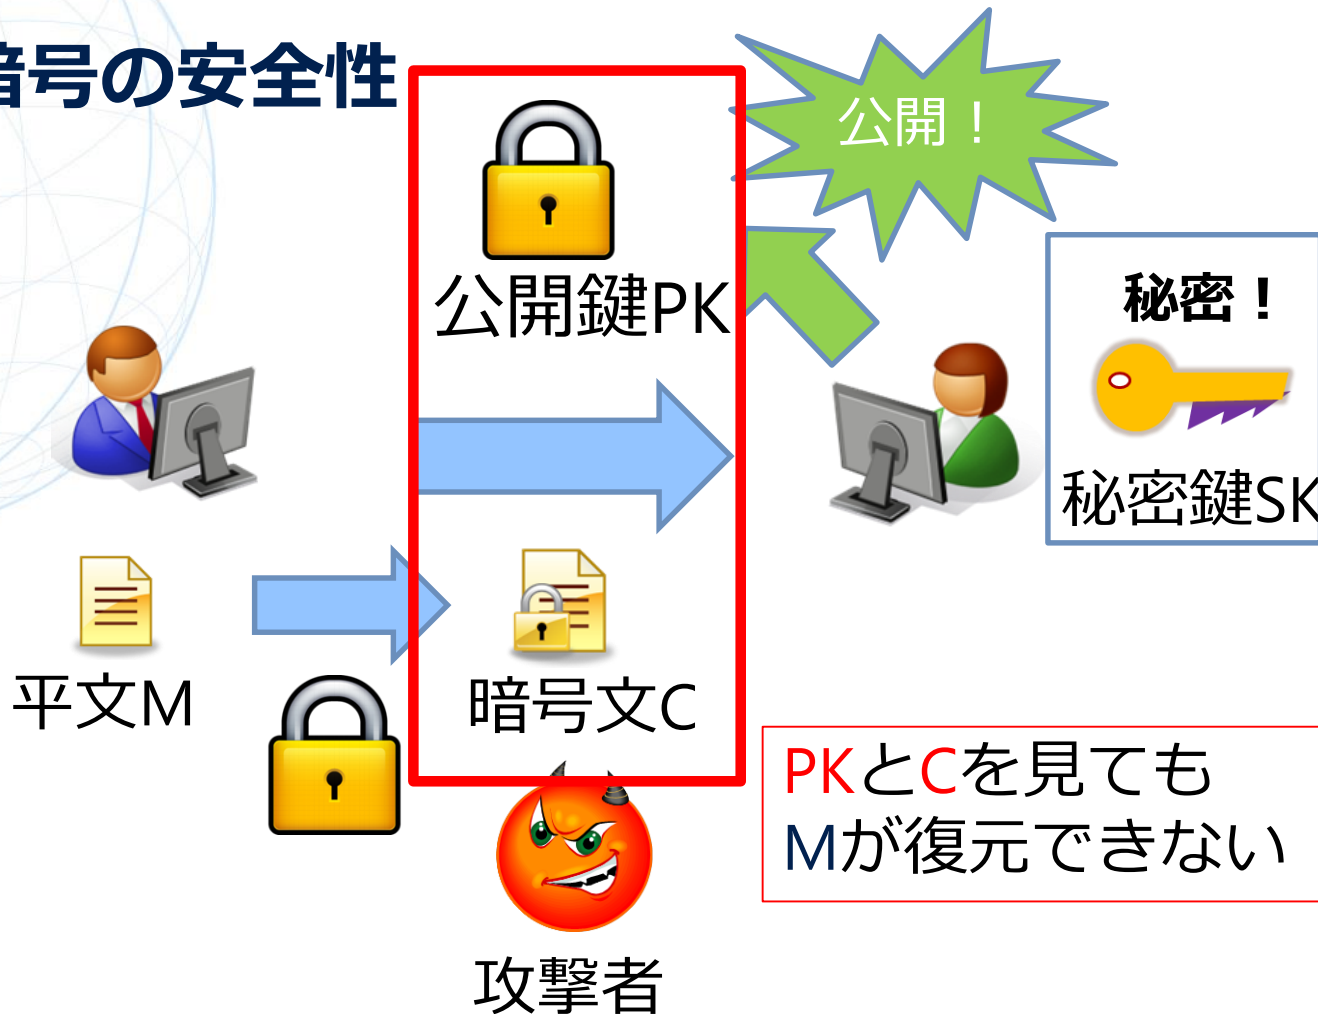 暗号の安全性
公開！
公開鍵PK
秘密！
秘密鍵SK
平文M
暗号文C
PKとCを見ても
Mが復元できない
攻撃者